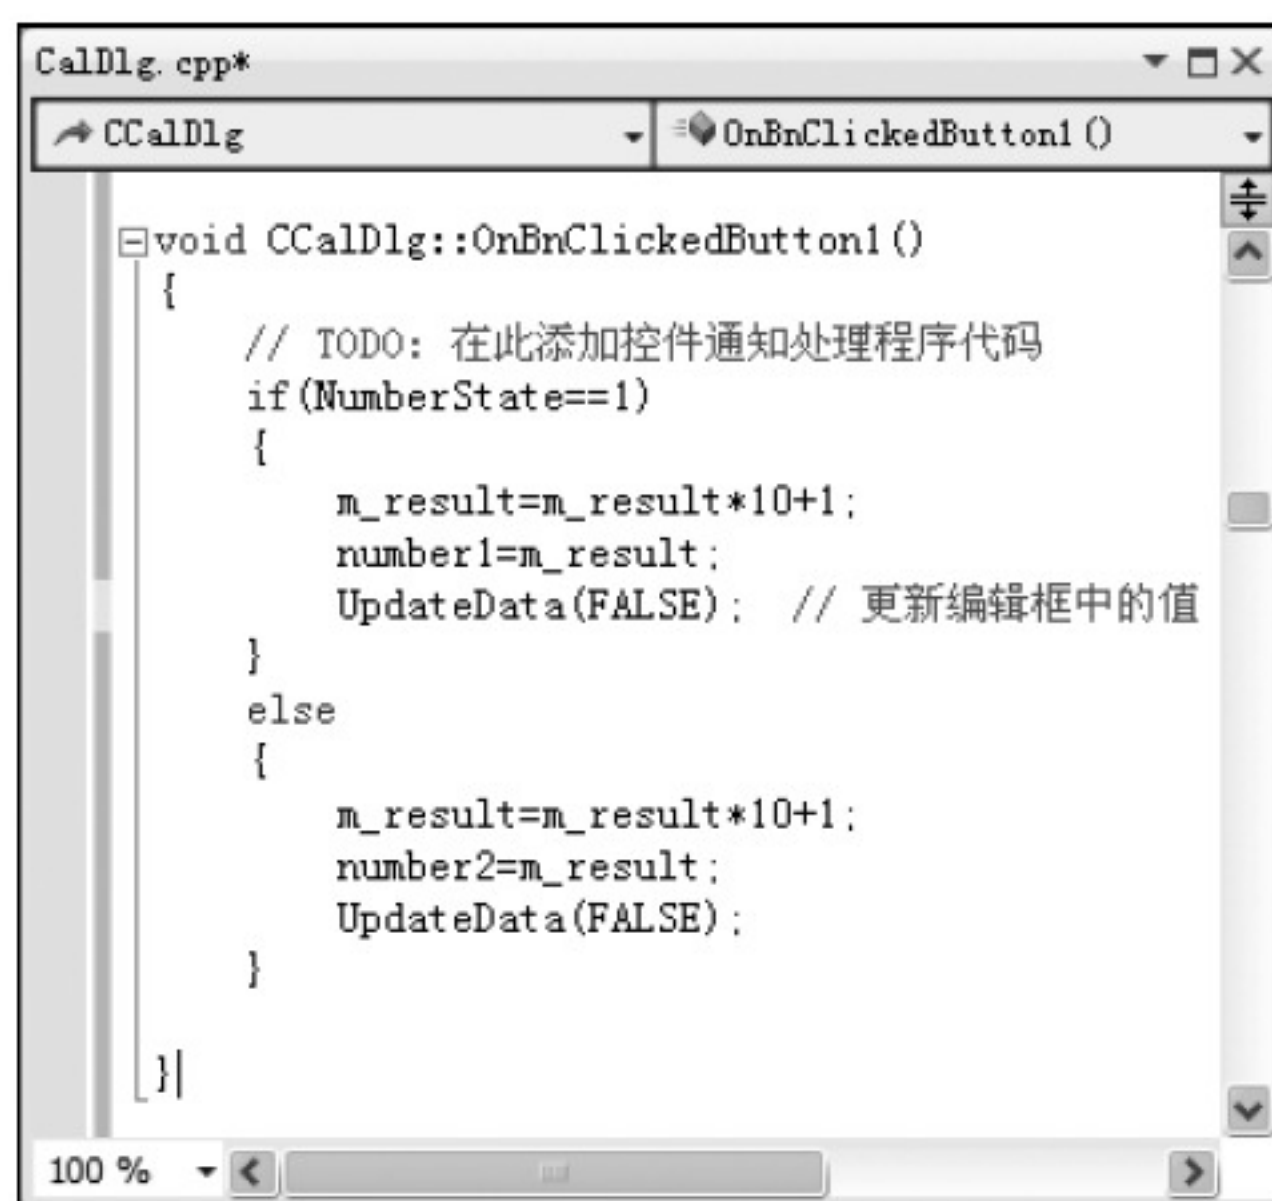 CalDlg.cpp*
CCalDlg OnBnClickedButton1()
void CCalDlg::OnBnClickedButton1()
{
// TODO: 在此添加控件通知处理程序代码
if(NumberState==1)
{
m_result=m_result*10+1;
number1=m_result;
UpdateData(FALSE); // 更新编辑框中的值
}
else
{
m_result=m_result*10+1;
number2=m_result;
UpdateData(FALSE);
}
}
100 %